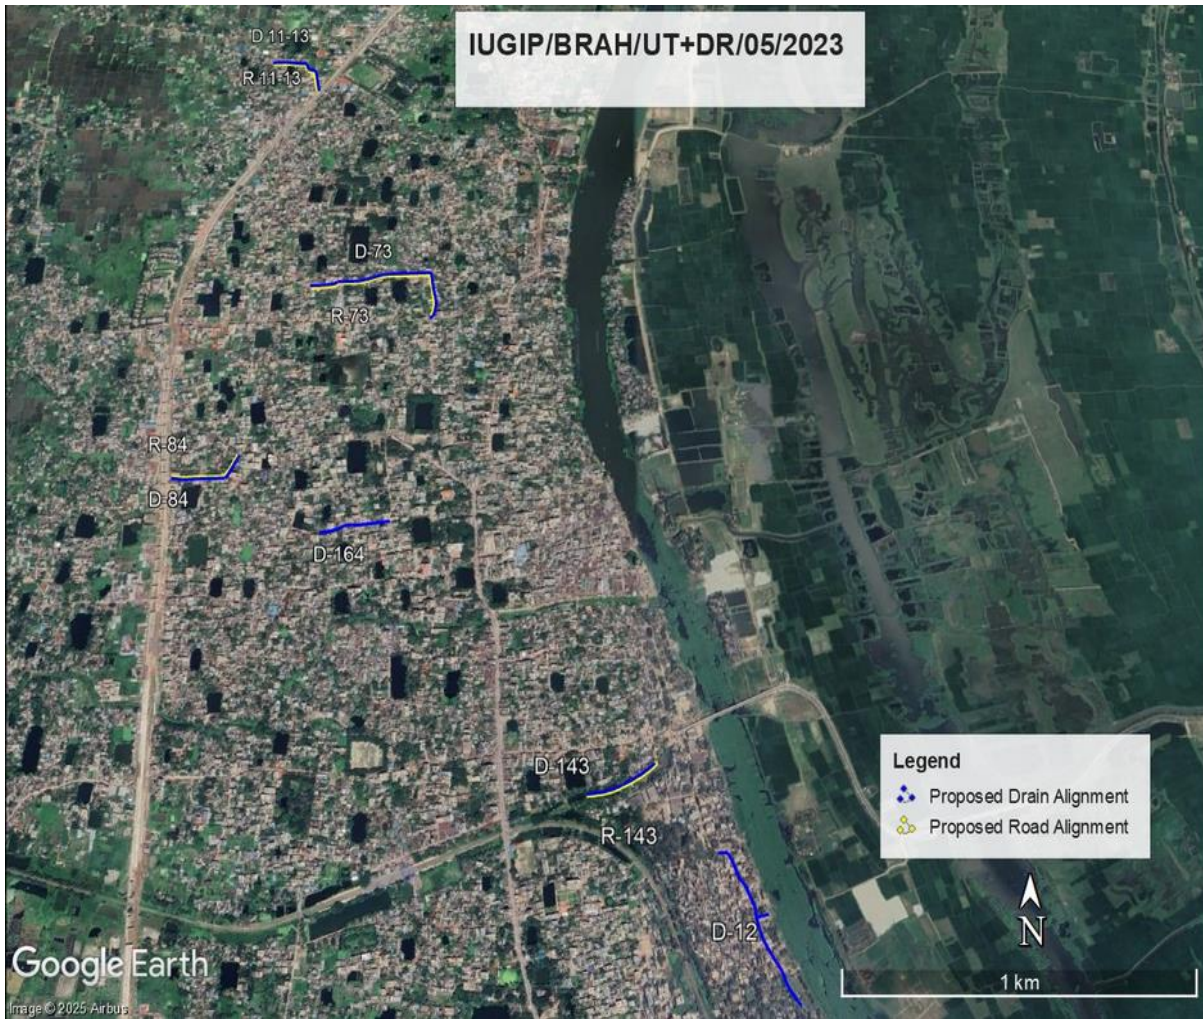 IUGIP/BRAH/UT+DR/05/2023
D 11-13
R 11-13
D-73
R-73
R-84
D-84
D-164
D-143
R-143
D-12
Legend
Proposed Drain Alignment
Proposed Road Alignment
N
1 km
Google Earth
Image © 2025 Airbus